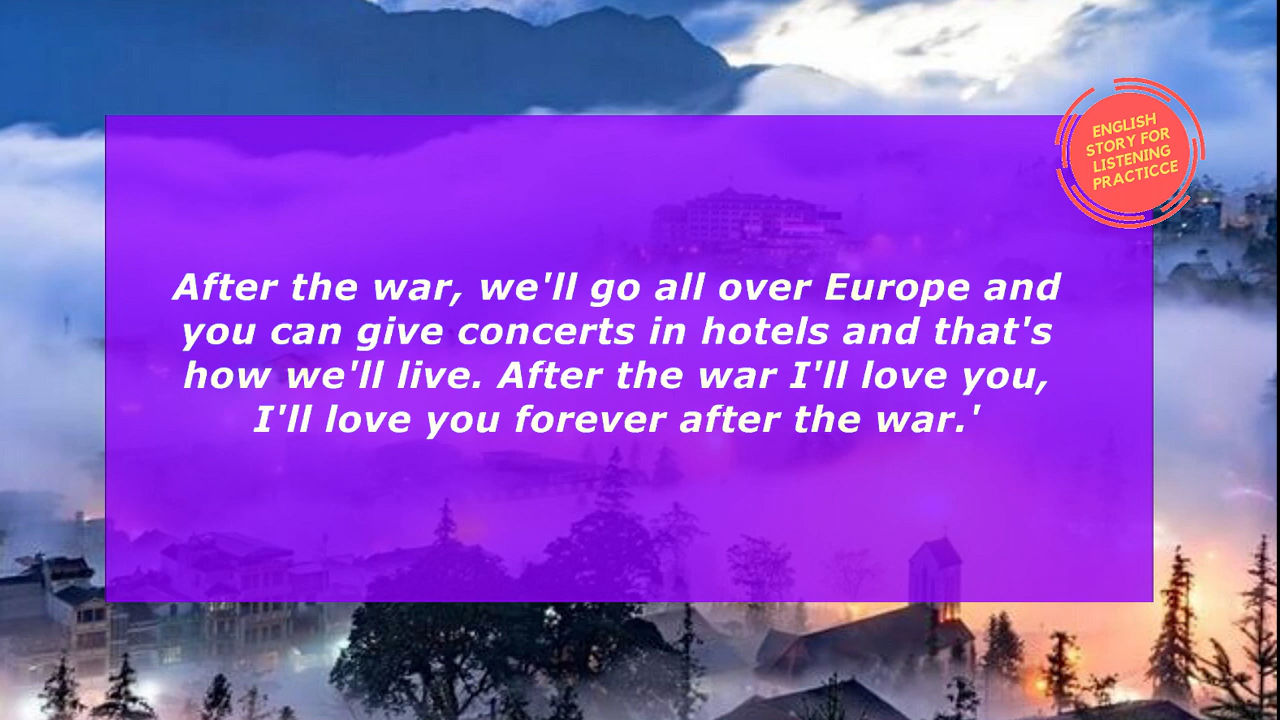 ENGLISH
STORY FOR
LISTENING
PRACTICCE
After the war, we'll go all over Europe and
you can give concerts in hotels and that's
how we'll live. After the war I'll love you,
I'll love you forever after the war.'